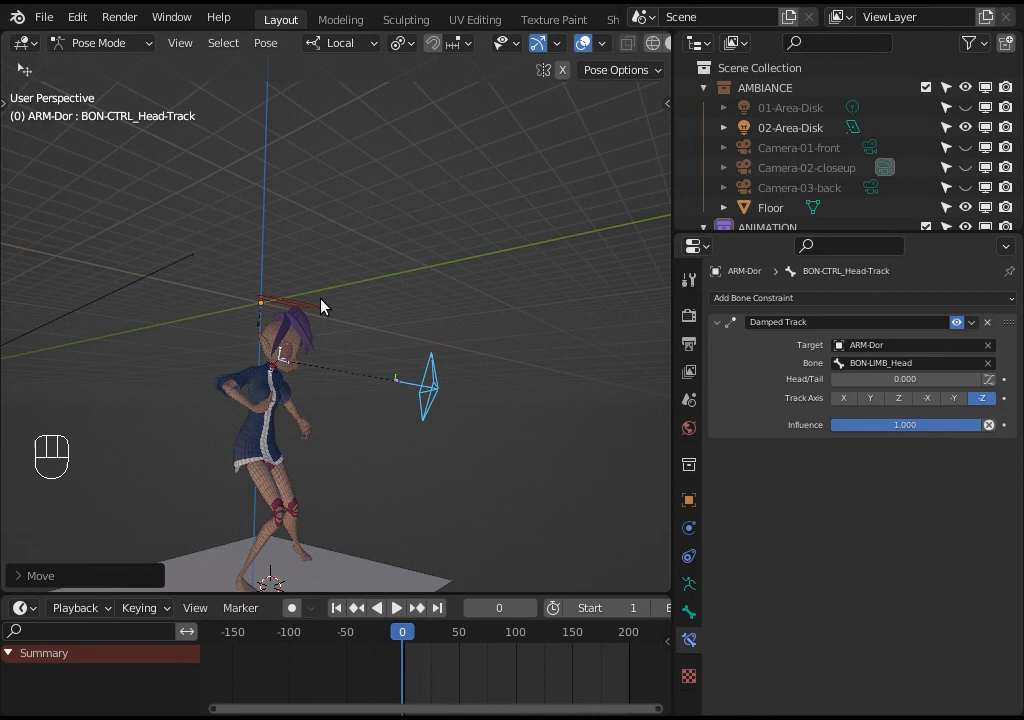 File Edit Render Window Help Layout Modeling Sculpting UV Editing Texture Paint Sh Scene ViewLayer
Pose Mode View Select Pose Local
X Pose Options
User Perspective
(0) ARM-Dor : BON-CTRL_Head-Track
Move
Playback Keying View Marker 0 Start 1 E
-150 -100 -50 0 50 100 150 200
Summary
Scene Collection
AMBIANCE
01-Area-Disk
02-Area-Disk
Camera-01-front
Camera-02-closeup
Camera-03-back
Floor
ANIMATION
ARM-Dor > BON-CTRL_Head-Track
Add Bone Constraint
Damped Track
Target ARM-Dor
Bone BON-LIMB_Head
Head/Tail 0.000
Track Axis X Y Z -X -Y -Z
Influence 1.000